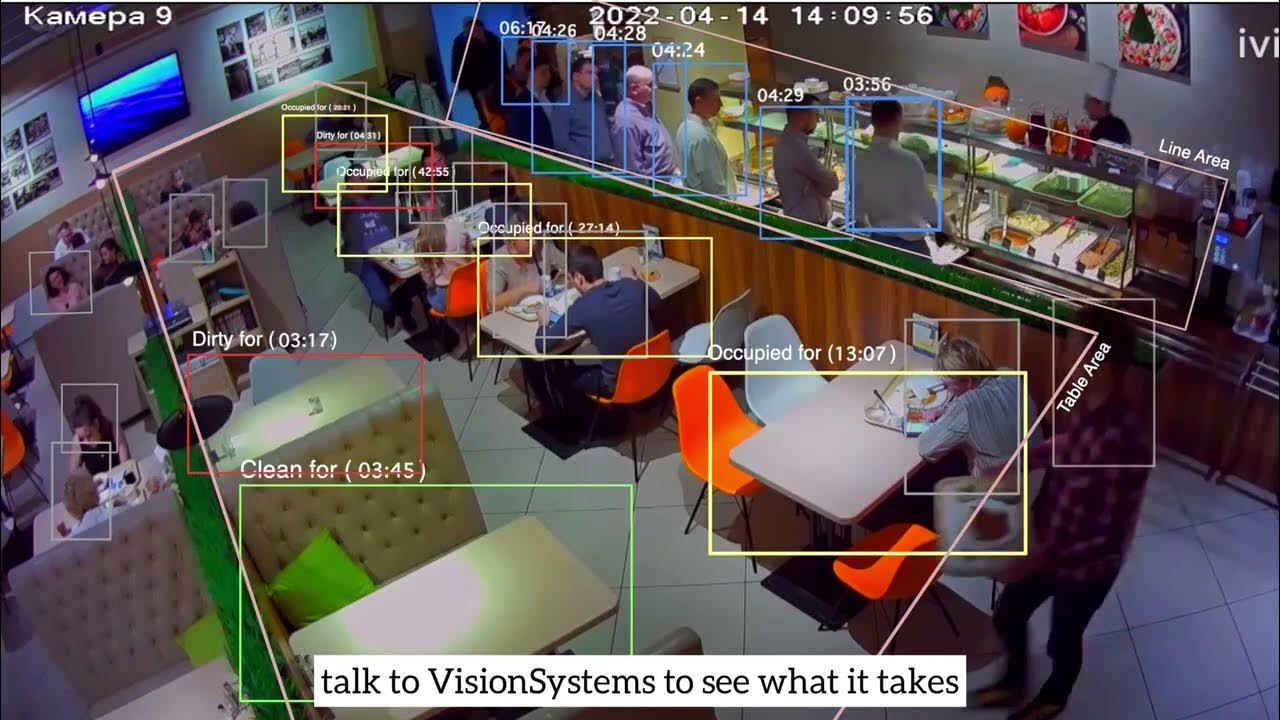 Камера 9
2022-04-14 14:09:56
ivi
06:17
04:26
04:28
04:24
04:29
03:56
Line Area
Occupied for ( 20:21 )
Dirty for (04:31)
Occupied for ( 42:55
Occupied for ( 27:14)
Dirty for ( 03:17)
Occupied for (13:07 )
Table Area
Clean for ( 03:45 )
talk to VisionSystems to see what it takes